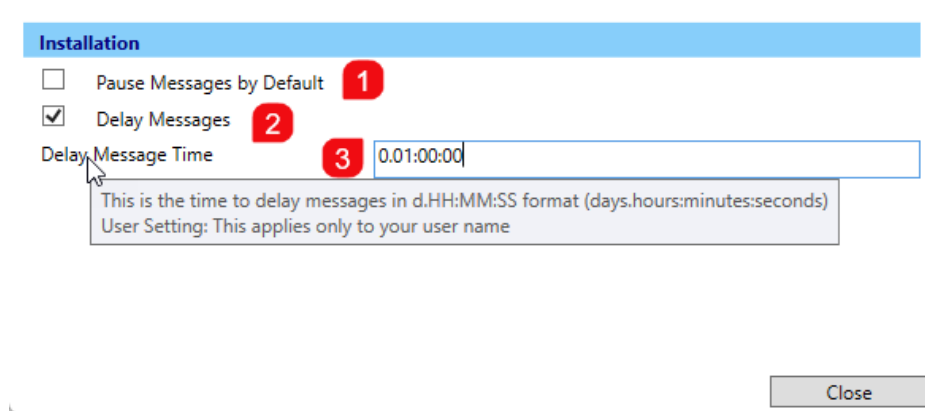 Installation
Pause Messages by Default 1
Delay Messages 2
Delay Message Time 3 0.01:00:00
This is the time to delay messages in d.HH:MM:SS format (days.hours:minutes:seconds)
User Setting: This applies only to your user name
Close